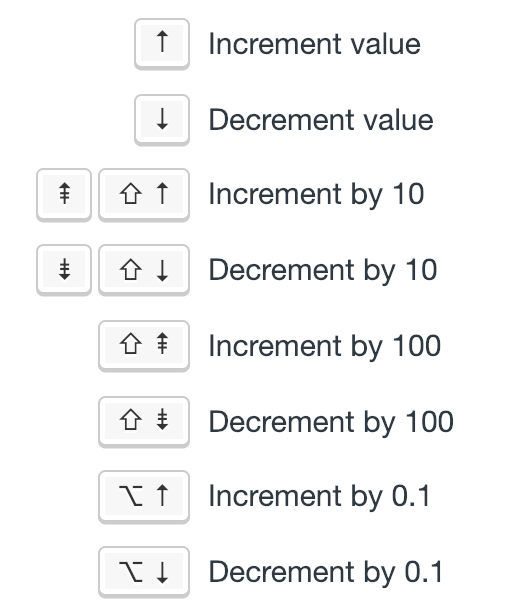 ↑ Increment value
↓ Decrement value
⇞ ⇧ ↑ Increment by 10
⇟ ⇧ ↓ Decrement by 10
⇧ ⇞ Increment by 100
⇧ ⇟ Decrement by 100
⌥ ↑ Increment by 0.1
⌥ ↓ Decrement by 0.1